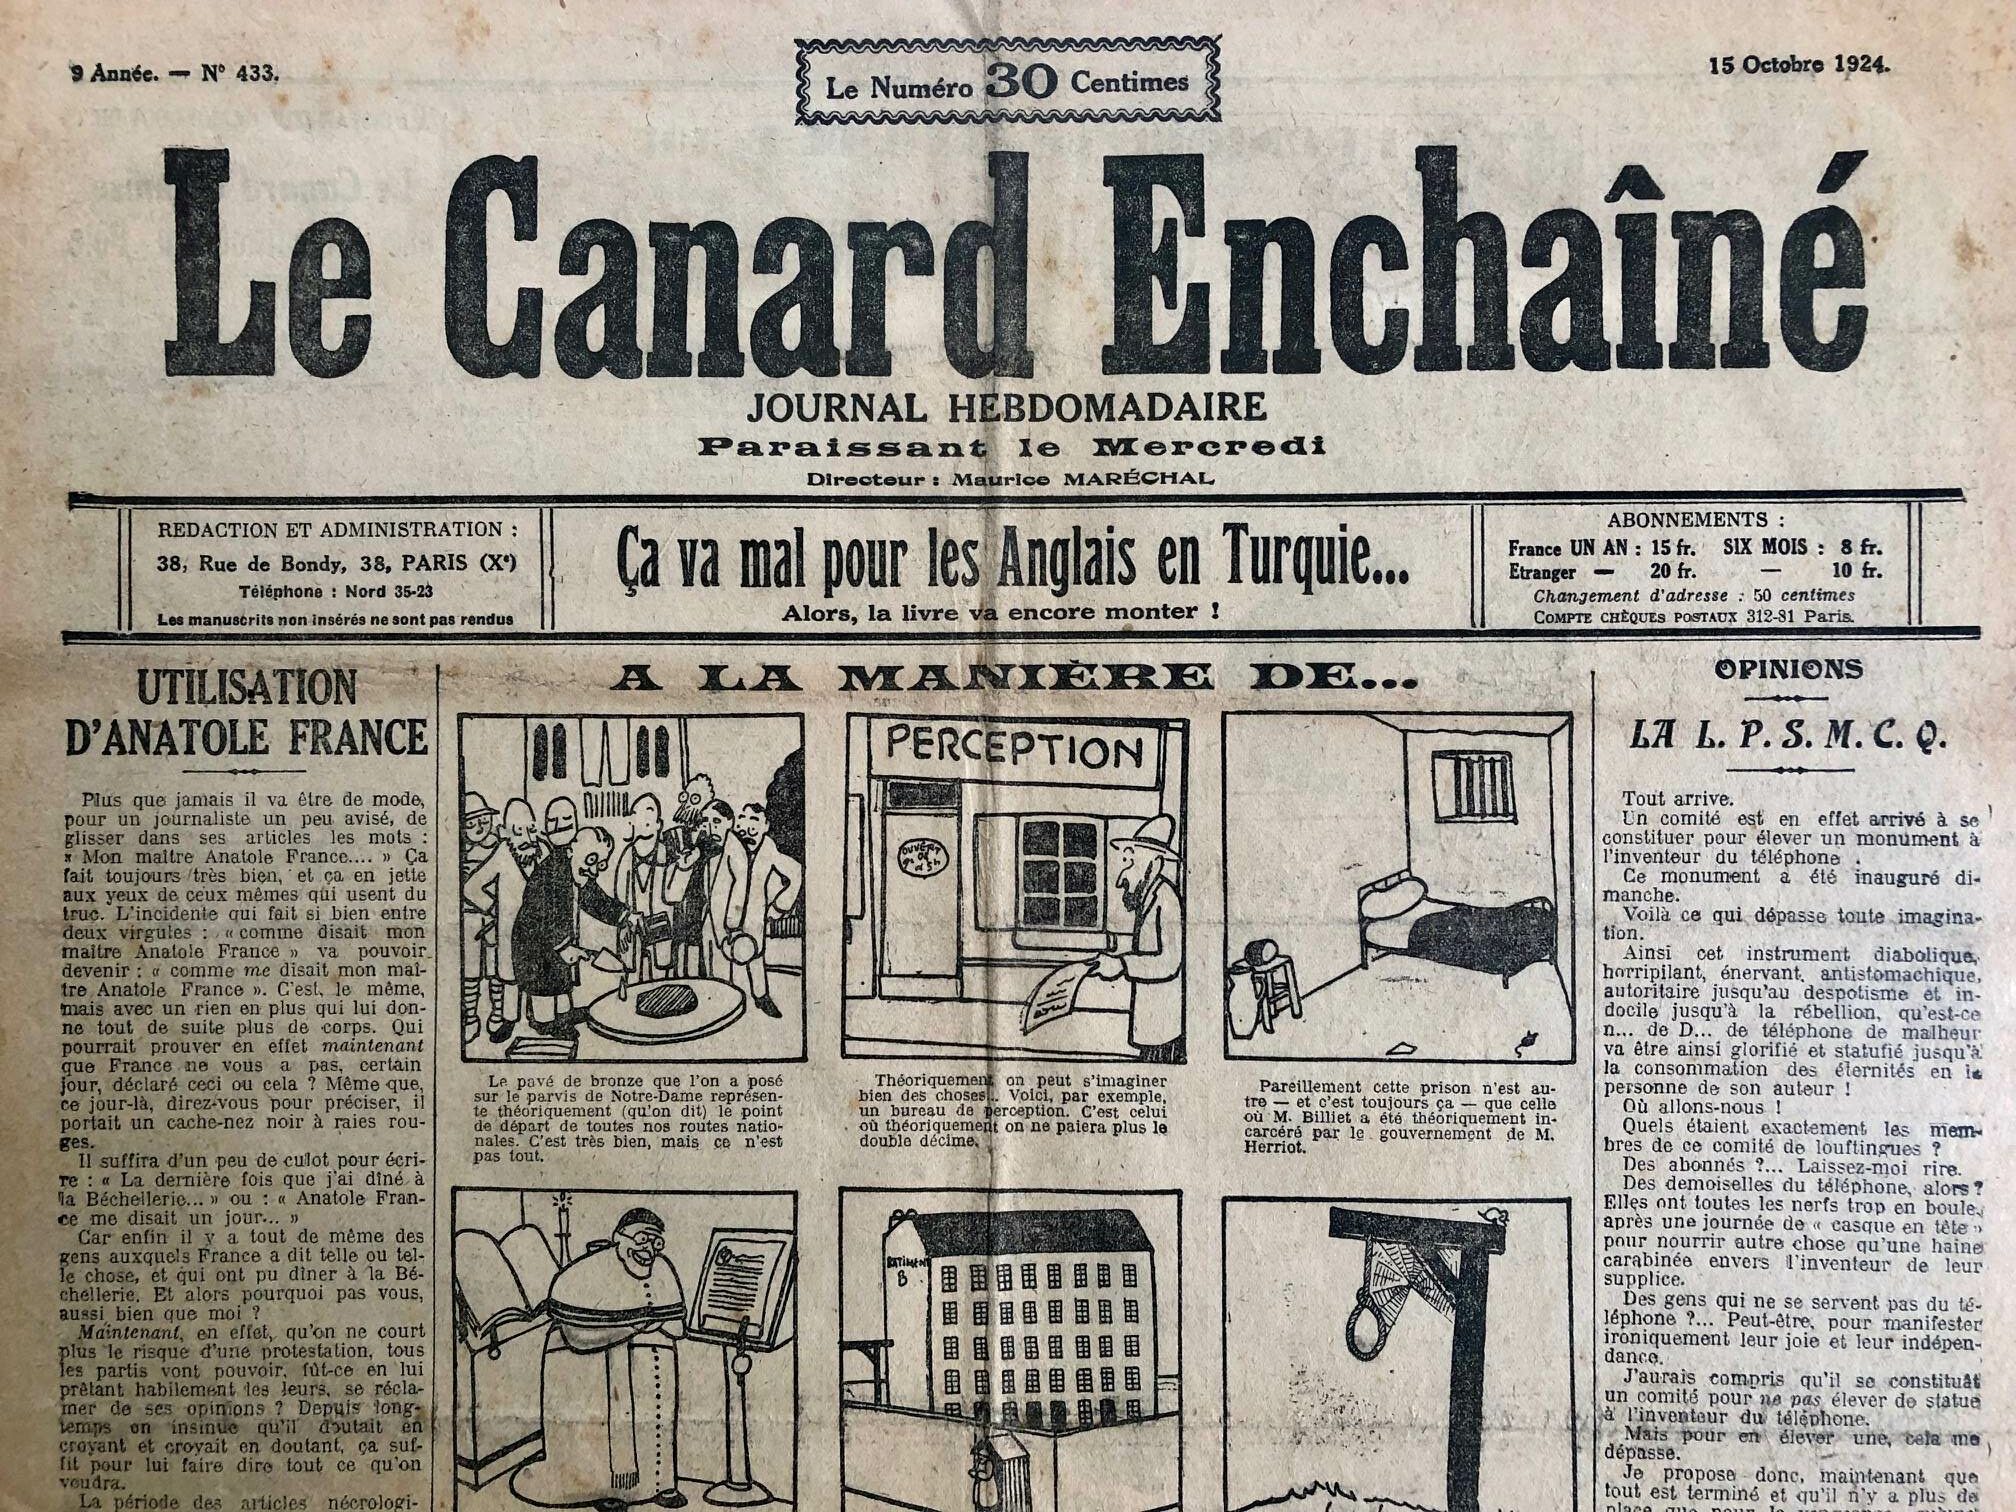 9 Année. — N° 433.
Le Numéro 30 Centimes
15 Octobre 1924.
Le Canard Enchaîné
JOURNAL HEBDOMADAIRE
Paraissant le Mercredi
Directeur : Maurice MARÉCHAL
REDACTION ET ADMINISTRATION :
38, Rue de Bondy, 38, PARIS (Xe)
Téléphone : Nord 35-23
Les manuscrits non insérés ne sont pas rendus
Ça va mal pour les Anglais en Turquie...
Alors, la livre va encore monter !
ABONNEMENTS :
France UN AN : 15 fr. SIX MOIS : 8 fr.
Etranger — 20 fr. — 10 fr.
Changement d'adresse : 50 centimes
COMPTE CHÈQUES POSTAUX 312-81 Paris.
UTILISATION
D'ANATOLE FRANCE
Plus que jamais il va être de mode,
pour un journaliste un peu avisé, de
glisser dans ses articles les mots :
« Mon maître Anatole France.... » Ça
fait toujours très bien, et ça en jette
aux yeux de ceux mêmes qui usent du
truc. L'incidente qui fait si bien entre
deux virgules : « comme disait mon
maître Anatole France » va pouvoir
devenir : « comme me disait mon maî-
tre Anatole France ». C'est, le même,
mais avec un rien en plus qui lui don-
ne tout de suite plus de corps. Qui
pourrait prouver en effet maintenant
que France ne vous a pas, certain
jour, déclaré ceci ou cela ? Même que,
ce jour-là, direz-vous pour préciser, il
portait un cache-nez noir à raies rou-
ges.
Il suffira d'un peu de culot pour écri-
re : « La dernière fois que j'ai dîné à
la Béchellerie... » ou : « Anatole Fran-
ce me disait un jour... »
Car enfin il y a tout de même des
gens auxquels France a dit telle ou tel-
le chose, et qui ont pu dîner à la Bé-
chellerie. Et alors pourquoi pas vous,
aussi bien que moi ?
Maintenant, en effet, qu'on ne court
plus le risque d'une protestation, tous
les partis vont pouvoir, fût-ce en lui
prêtant habilement les leurs, se récla-
mer de ses opinions ? Depuis long-
temps on insinue qu'il doutait en
croyant et croyait en doutant, ça suf-
fit pour lui faire dire tout ce qu'on
voudra.
La période des articles nécrologi-
A LA MANIÈRE DE...
PERCEPTION
OUVERT
Le pavé de bronze que l'on a posé
sur le parvis de Notre-Dame représen-
te théoriquement (qu'on dit) le point
de départ de toutes nos routes natio-
nales. C'est très bien, mais ce n'est
pas tout.
Théoriquement on peut s'imaginer
bien des choses... Voici, par exemple,
un bureau de perception. C'est celui
où théoriquement on ne paiera plus le
double décime.
Pareillement cette prison n'est au-
tre — et c'est toujours ça — que celle
où M. Billiet a été théoriquement in-
carcéré par le gouvernement de M.
Herriot.
BATIMENT
B
OPINIONS
LA L. P. S. M. C. Q.
Tout arrive.
Un comité est en effet arrivé à se
constituer pour élever un monument à
l'inventeur du téléphone .
Ce monument a été inauguré di-
manche.
Voilà ce qui dépasse toute imagina-
tion.
Ainsi cet instrument diabolique,
horripilant, énervant, antistomachique,
autoritaire jusqu'au despotisme et in-
docile jusqu'à la rébellion, qu'est-ce
n... de D... de téléphone de malheur
va être ainsi glorifié et statufié jusqu'à
la consommation des éternités en la
personne de son auteur !
Où allons-nous !
Quels étaient exactement les mem-
bres de ce comité de louftingues ?
Des abonnés ?... Laissez-moi rire.
Des demoiselles du téléphone, alors ?
Elles ont toutes les nerfs trop en boule,
après une journée de « casque en tête »
pour nourrir autre chose qu'une haine
carabinée envers l'inventeur de leur
supplice.
Des gens qui ne se servent pas du té-
léphone ?... Peut-être, pour manifester
ironiquement leur joie et leur indépen-
dance.
J'aurais compris qu'il se constituât
un comité pour ne pas élever de statue
à l'inventeur du téléphone.
Mais pour en élever une, cela me
dépasse.
Je propose donc, maintenant que
tout est terminé et qu'il n'y a plus de